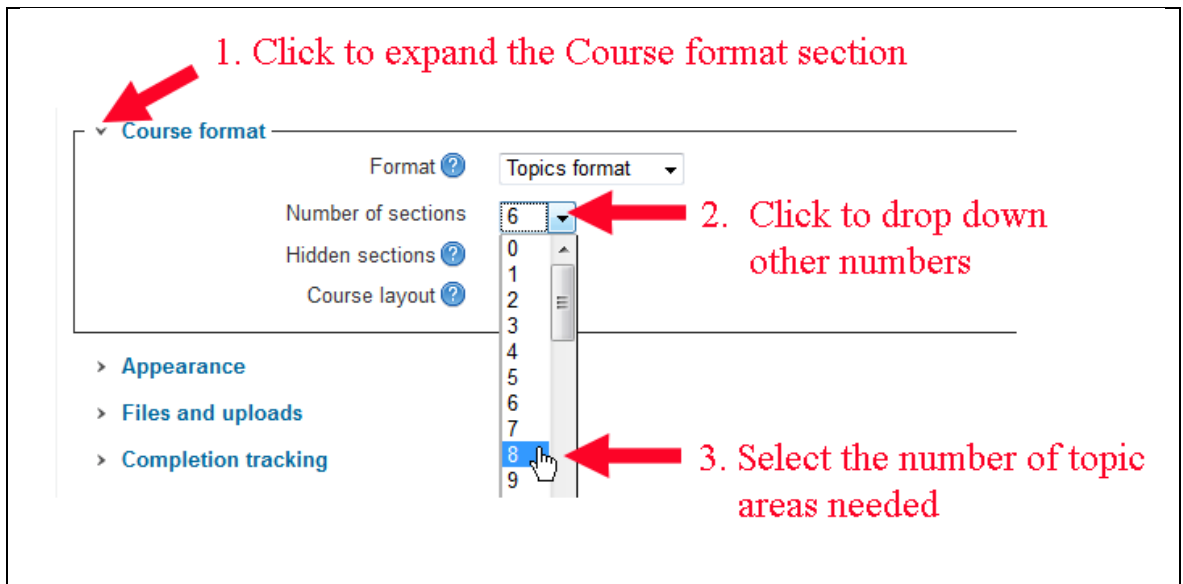 1. Click to expand the Course format section
Course format
Format
Topics format
Number of sections
6
2. Click to drop down
other numbers
Hidden sections
Course layout
0
1
2
3
4
5
6
7
8
9
Appearance
Files and uploads
Completion tracking
3. Select the number of topic
areas needed